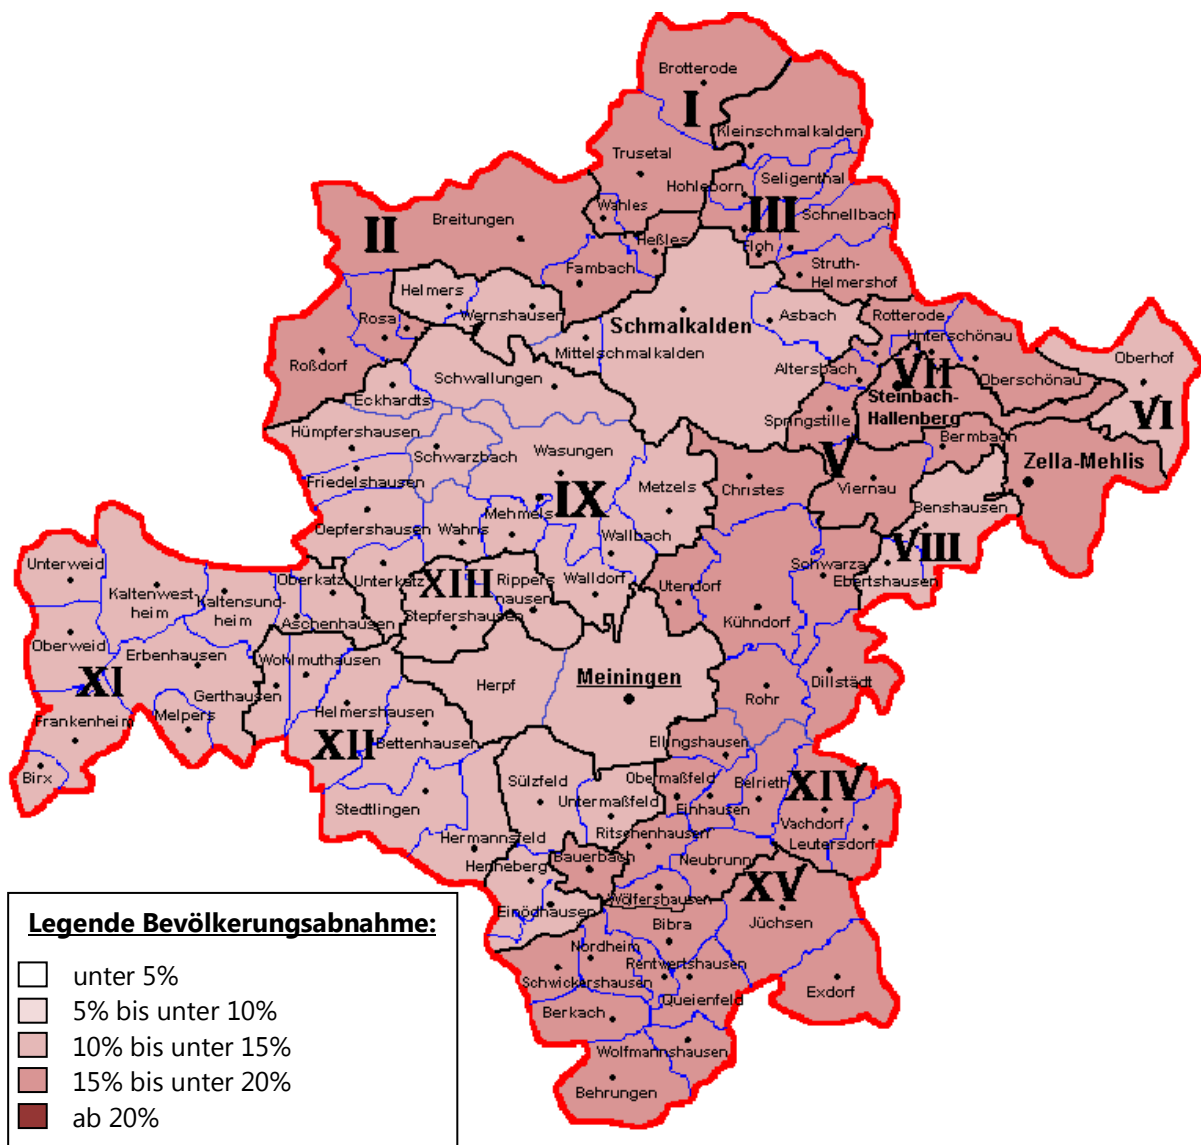 Brotterode
I
Kleinschmalkalden
Trusetal
Seligenthal
Hohleborn
Wahles
III
Schnellbach
Breitungen
II
Heßles
Floh
Struth-
Helmershof
Fambach
Helmers
Wernshausen
Rosa
Schmalkalden
Asbach
Rotterode
Unterschönau
Mittelschmalkalden
Oberhof
Roßdorf
Altersbach
VII
Oberschönau
Schwallungen
Eckhardts
Steinbach-
Hallenberg
VI
Springstille
Hümpfershausen
Bermbach
Schwarzbach
Wasungen
V
Zella-Mehlis
Friedelshausen
Metzels
Christes
Viernau
IX
Benshausen
Mehmels
Oepfershausen
Wahns
Wallbach
VIII
Unterweid
Oberkatz
Unterkatz
XIII
Rippers
hausen
Walldorf
Schwarza
Ebertshausen
Kaltenwest
heim
Kaltensund-
heim
Utendorf
Aschenhausen
Stepfershausen
Kühndorf
Oberweid
Erbenhausen
Wohlmuthausen
Meiningen
XI
Herpf
Dillstädt
Gerthausen
Rohr
Frankenheim
Melpers
Helmershausen
XII
Bettenhausen
Ellingshausen
Birx
Sülzfeld
Obermaßfeld
Belrieth
XIV
Stedtlingen
Untermaßfeld
Einhausen
Vachdorf
Hermannsfeld
Ritschenhausen
Leutersdorf
Henneberg
Bauerbach
Neubrunn
XV
Wölfershausen
Einödhausen
Bibra
Jüchsen
Nordheim
Rentwertshausen
Schwickershausen
Queienfeld
Exdorf
Berkach
Wolfmannshausen
Behrungen
Legende Bevölkerungsabnahme:
unter 5%
5% bis unter 10%
10% bis unter 15%
15% bis unter 20%
ab 20%